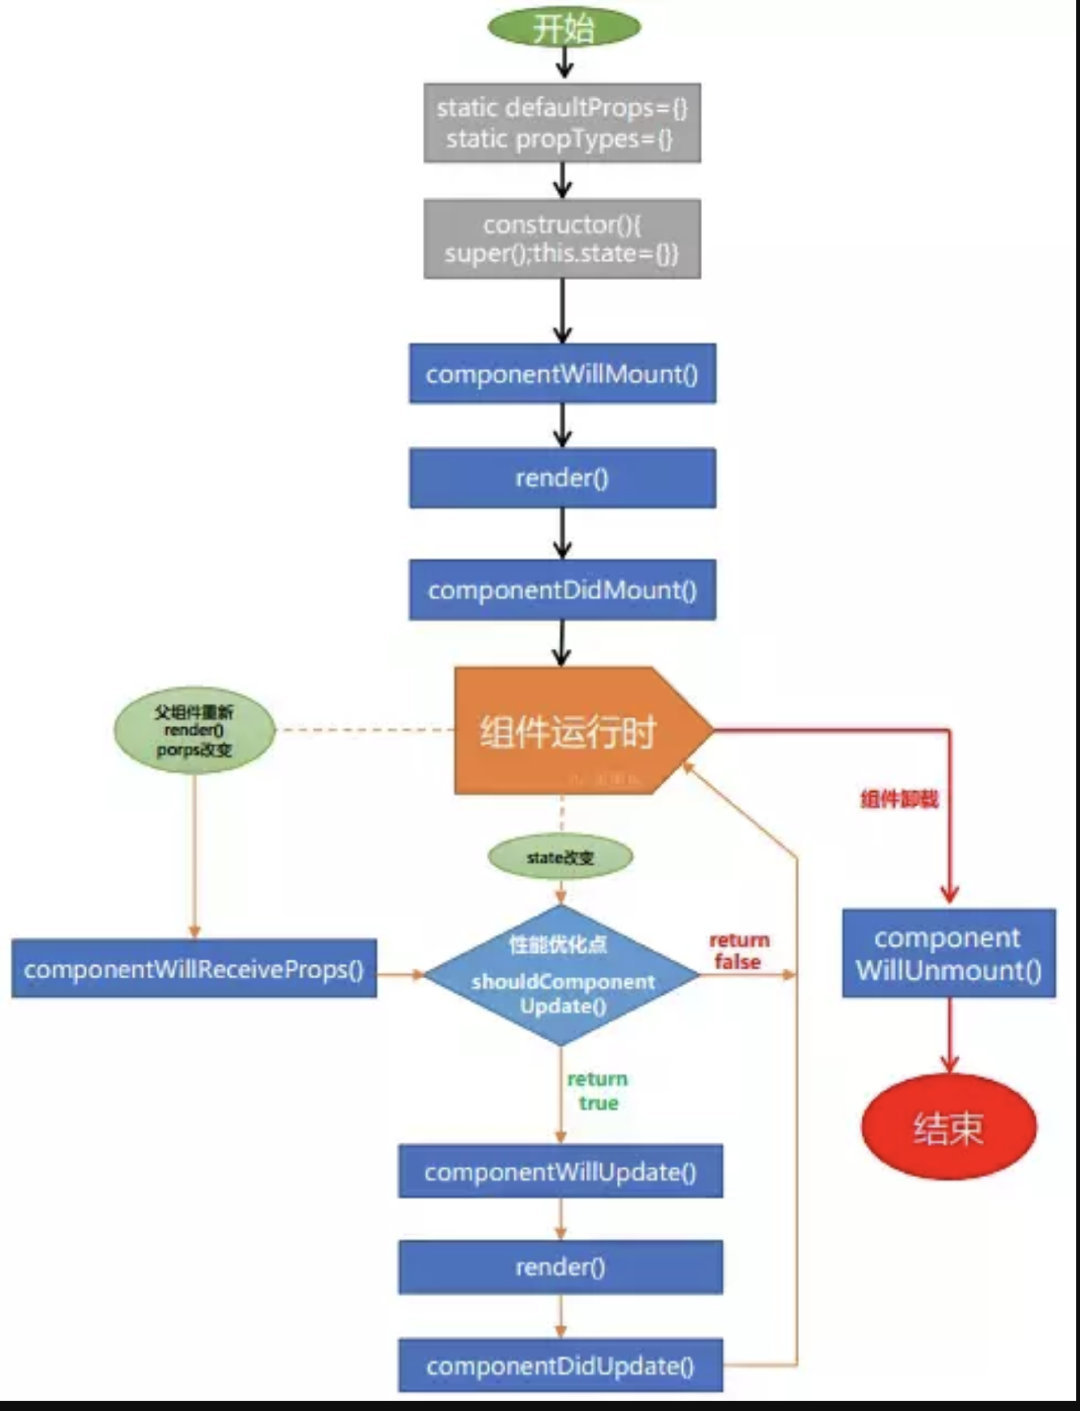 开始
static defaultProps={}
static propTypes={}
constructor(){
super();this.state={}}
componentWillMount()
render()
componentDidMount()
组件运行时
父组件重新
render()
porps改变
组件卸载
state改变
componentWillReceiveProps()
性能优化点
shouldComponent
Update()
return
false
component
WillUnmount()
return
true
结束
componentWillUpdate()
render()
componentDidUpdate()